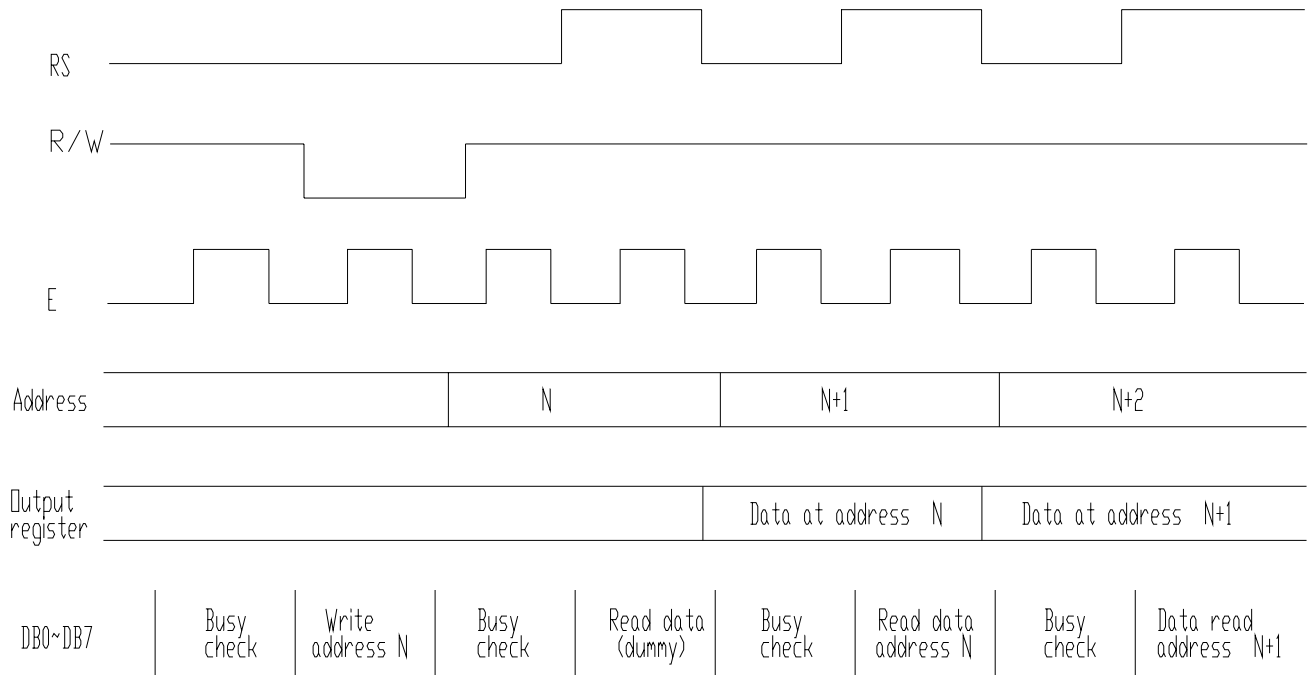 RS
R/W
E
Address
N
N+1
N+2
Output
register
Data at address N
Data at address N+1
DB0~DB7
Busy
check
Write
address N
Busy
check
Read data
(dummy)
Busy
check
Read data
address N
Busy
check
Data read
address N+1